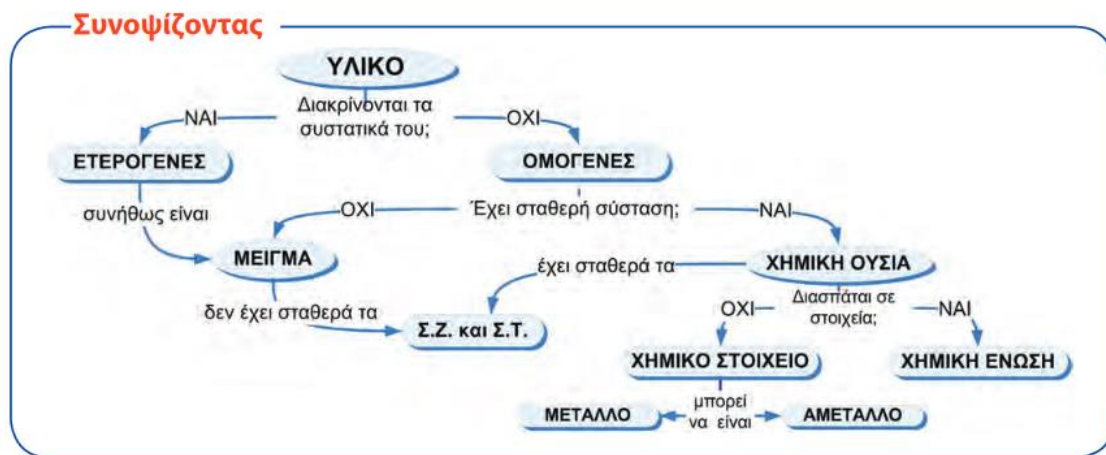 Συνοψίζοντας
ΥΛΙΚΟ
Διακρίνονται τα
συστατικά του;
ΝΑΙ
ΟΧΙ
ΕΤΕΡΟΓΕΝΕΣ
ΟΜΟΓΕΝΕΣ
συνήθως είναι
ΟΧΙ
Έχει σταθερή σύσταση;
ΝΑΙ
ΜΕΙΓΜΑ
έχει σταθερά τα
ΧΗΜΙΚΗ ΟΥΣΙΑ
δεν έχει σταθερά τα
Σ.Ζ. και Σ.Τ.
ΟΧΙ
Διασπάται σε
στοιχεία;
ΝΑΙ
ΧΗΜΙΚΟ ΣΤΟΙΧΕΙΟ
ΧΗΜΙΚΗ ΕΝΩΣΗ
μπορεί
να είναι
ΜΕΤΑΛΛΟ
ΑΜΕΤΑΛΛΟ